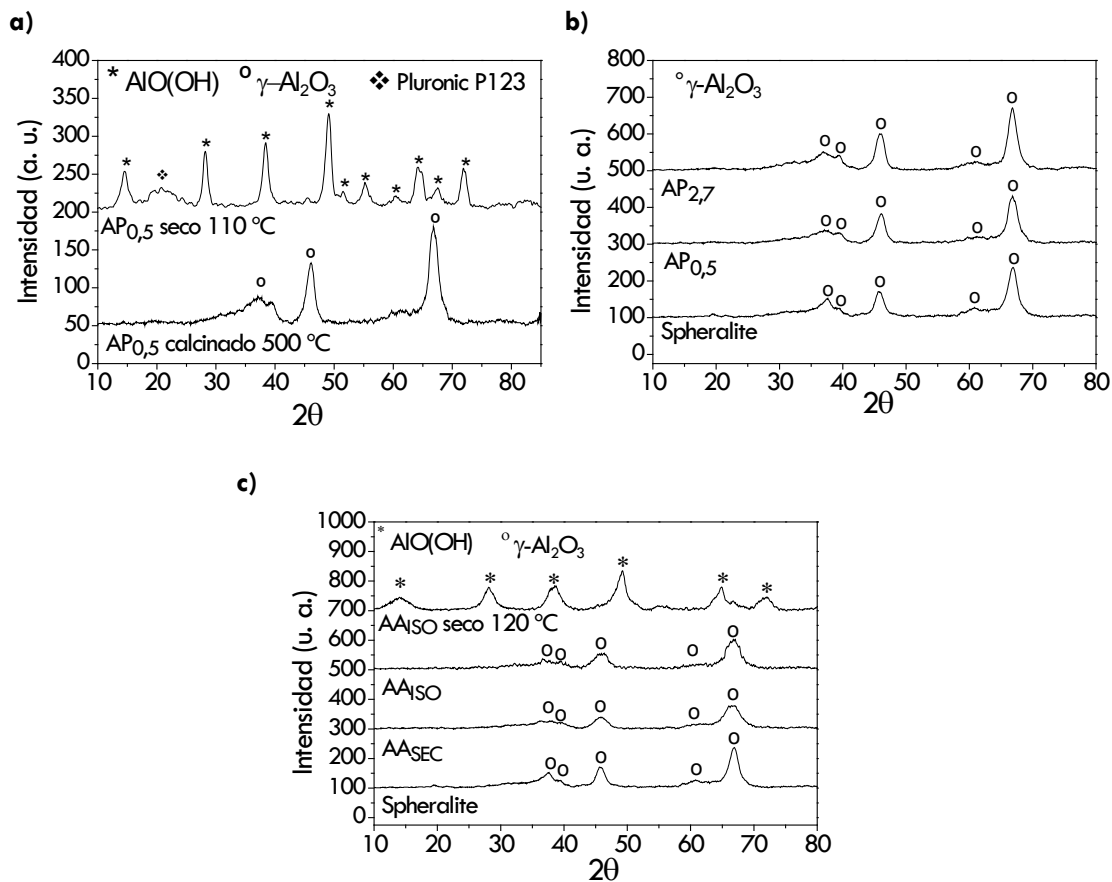 a)
400
350
300
250
200
150
100
50
0
Intensidad (a. u.)
* AlO(OH) o γ–Al₂O₃ ❖ Pluronic P123
AP₀,₅ seco 110 °C
AP₀,₅ calcinado 500 °C
10 20 30 40 50 60 70 80
2θ
b)
800
700
600
500
400
300
200
100
0
Intensidad (u. a.)
° γ-Al₂O₃
AP₂,₇
AP₀,₅
Spheralite
10 20 30 40 50 60 70 80
2θ
c)
1000
900
800
700
600
500
400
300
200
100
0
Intensidad (u. a.)
* AlO(OH) o γ-Al₂O₃
AA_ISO seco 120 °C
AA_ISO
AA_SEC
Spheralite
10 20 30 40 50 60 70 80
2θ